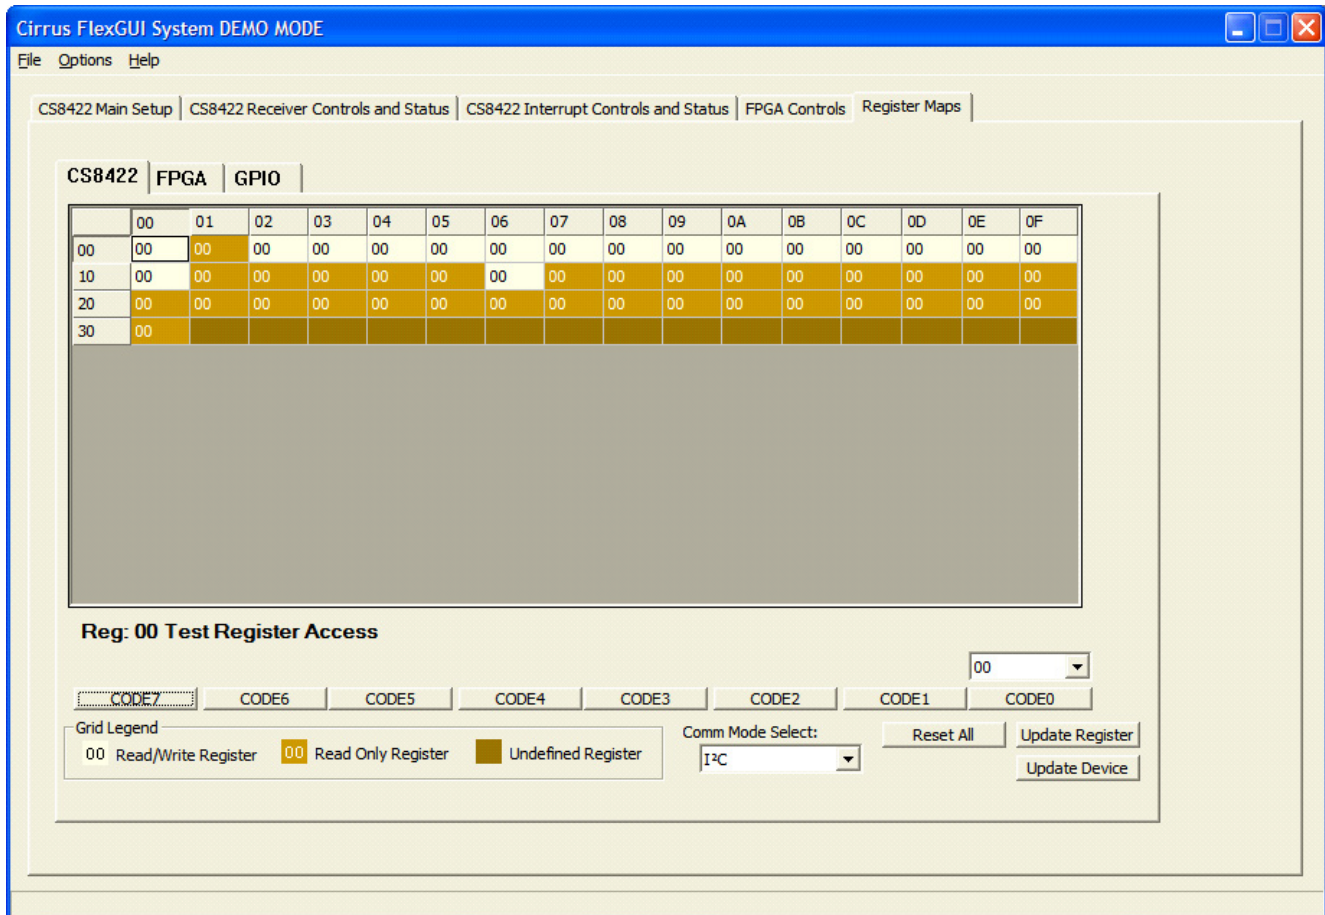 Cirrus FlexGUI System DEMO MODE
File Options Help
CS8422 Main Setup CS8422 Receiver Controls and Status CS8422 Interrupt Controls and Status FPGA Controls Register Maps
CS8422 FPGA GPIO
00 01 02 03 04 05 06 07 08 09 0A 0B 0C 0D 0E 0F
00 00 00 00 00 00 00 00 00 00 00 00 00 00 00 00 00
10 00 00 00 00 00 00 00 00 00 00 00 00 00 00 00 00
20 00 00 00 00 00 00 00 00 00 00 00 00 00 00 00 00
30 00
Reg: 00 Test Register Access
00
CODE7 CODE6 CODE5 CODE4 CODE3 CODE2 CODE1 CODE0
Grid Legend
00 Read/Write Register 00 Read Only Register Undefined Register
Comm Mode Select:
I²C
Reset All Update Register
Update Device